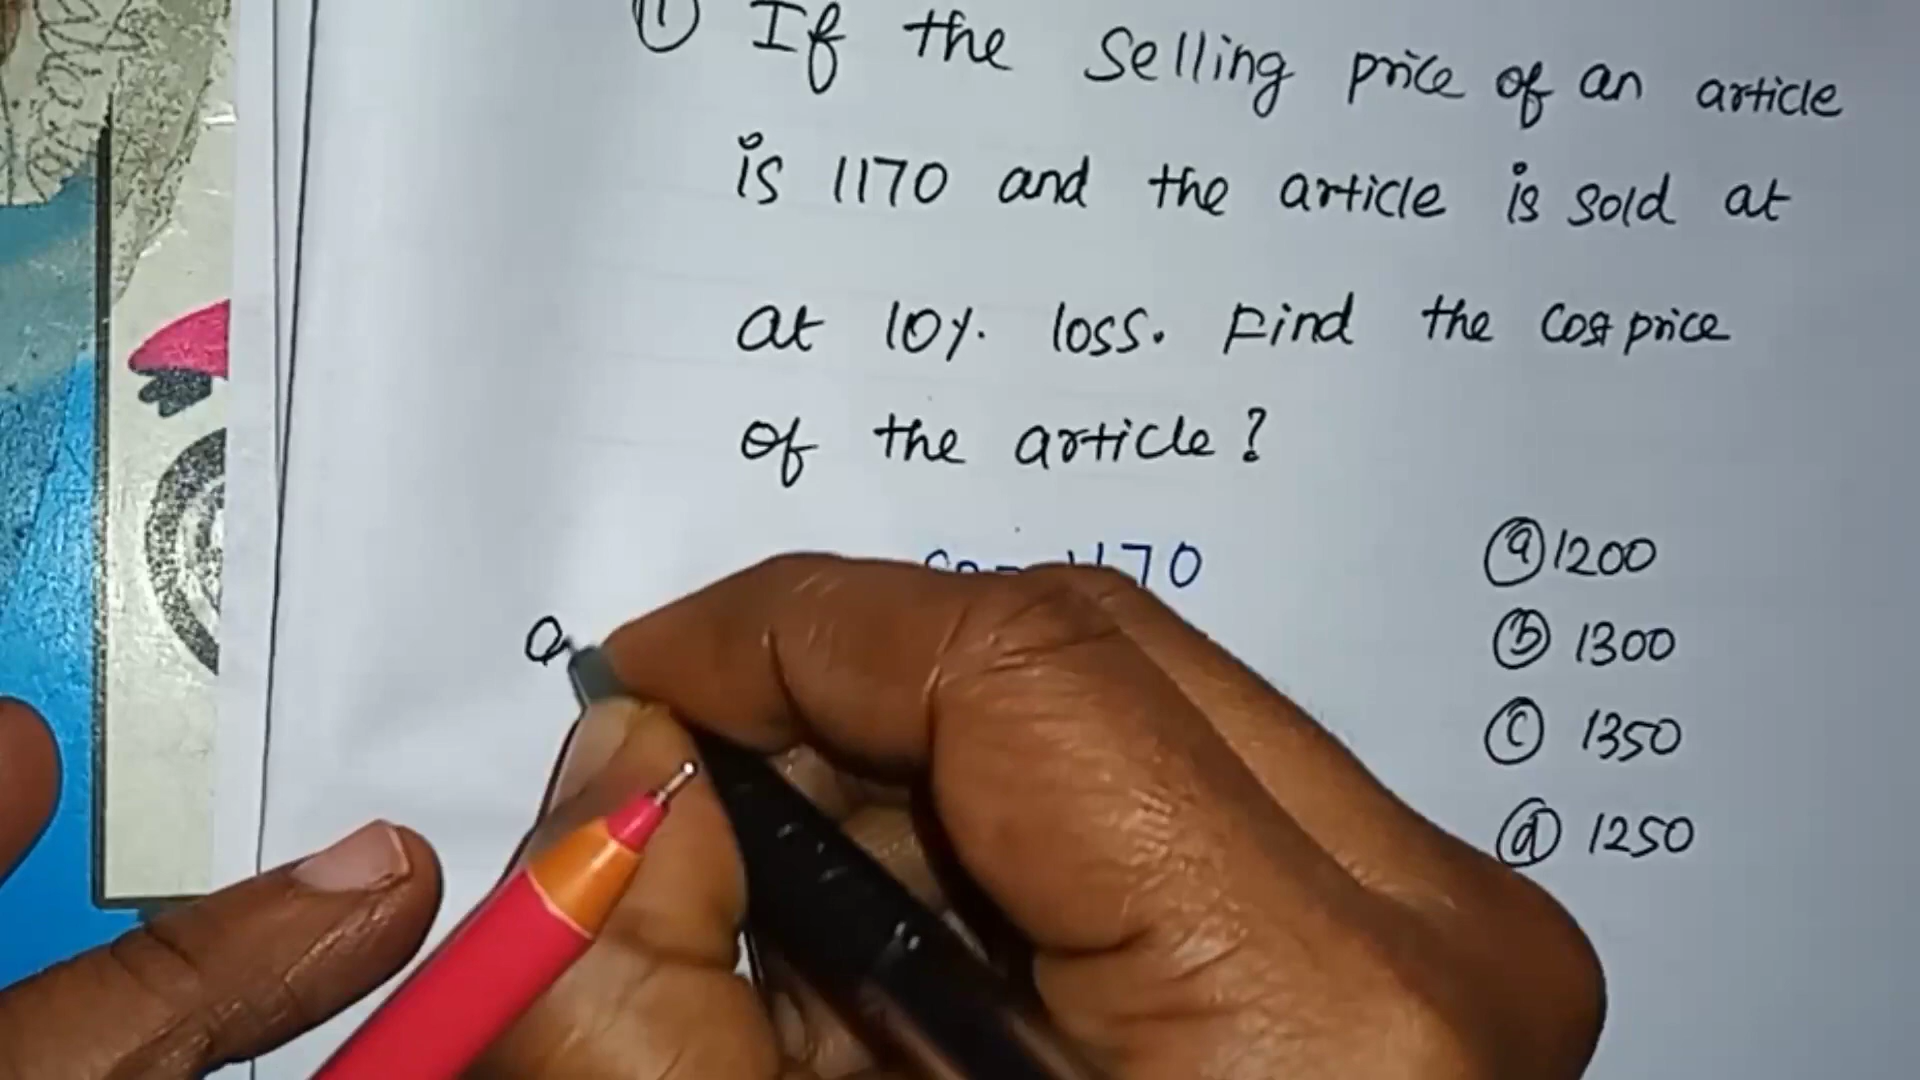 ① If the Selling price of an article
is 1170 and the article is sold at
at 10%. loss. Find the Cost price
of the article?
1170
ⓐ 1200
ⓑ 1300
ⓒ 1350
ⓓ 1250